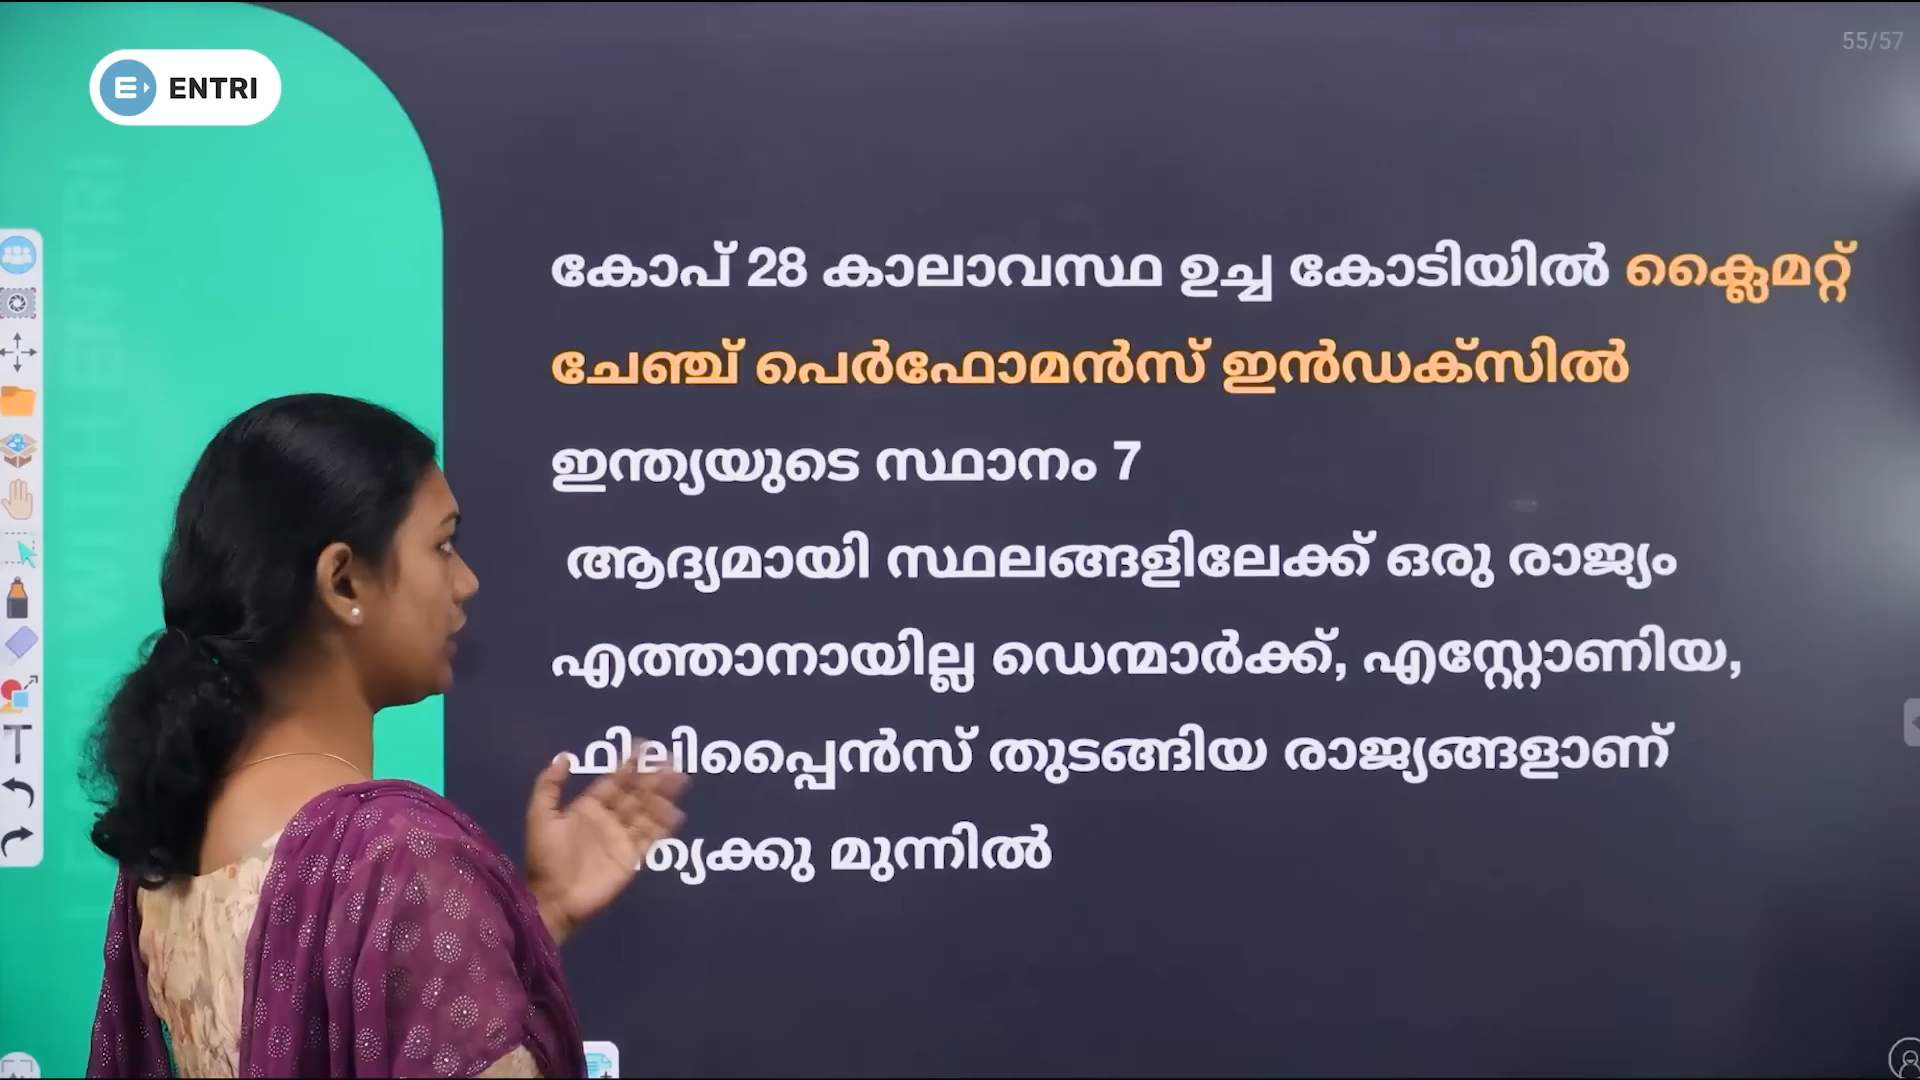 ENTRI
55/57
കോപ് 28 കാലാവസ്ഥ ഉച്ച കോടിയിൽ ക്ലൈമറ്റ്
ചേഞ്ച് പെർഫോമൻസ് ഇൻഡക്സിൽ
ഇന്ത്യയുടെ സ്ഥാനം 7
ആദ്യമായി സ്ഥലങ്ങളിലേക്ക് ഒരു രാജ്യം
എത്താനായില്ല ഡെന്മാർക്ക്, എസ്റ്റോണിയ,
ഫിലിപ്പൈൻസ് തുടങ്ങിയ രാജ്യങ്ങളാണ്
മുന്നിൽ